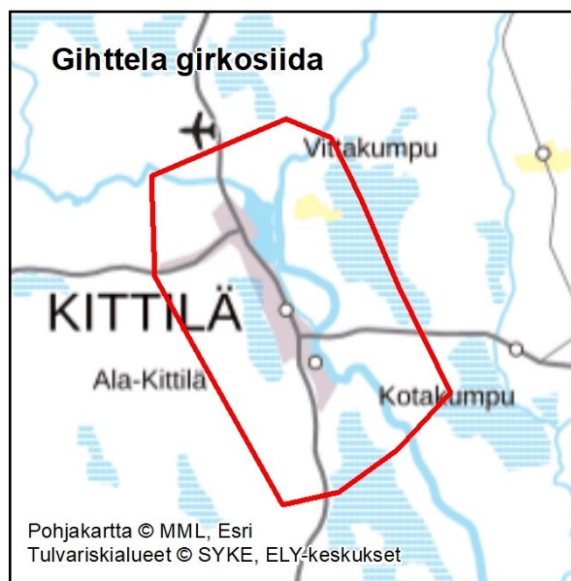 Gihttela girkosiida
Vittakumpu
KITTILÄ
Ala-Kittilä
Kotakumpu
Pohjakartta © MML, Esri
Tulvariskialueet © SYKE, ELY-keskukset